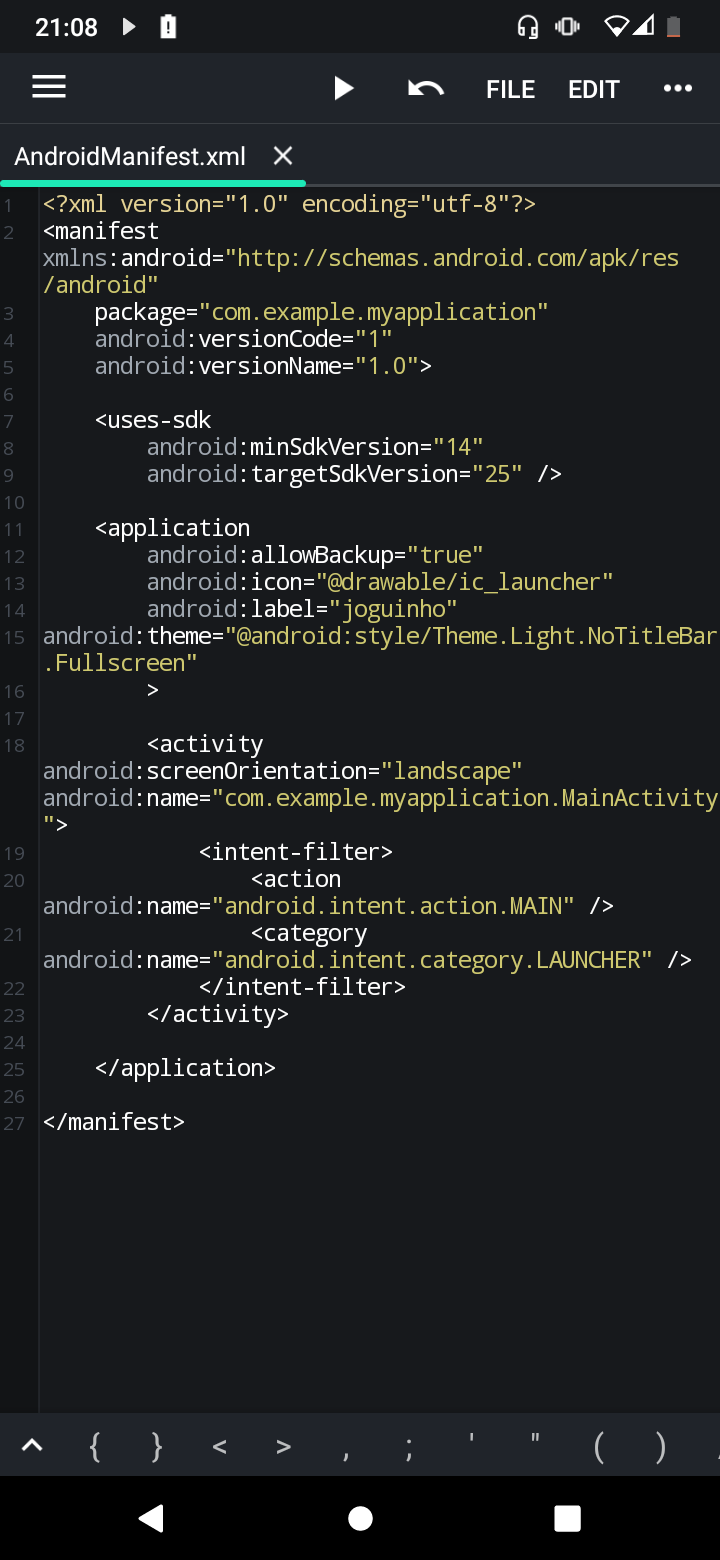 21:08
FILE EDIT
AndroidManifest.xml
1 <?xml version="1.0" encoding="utf-8"?>
2 <manifest
xmlns:android="http://schemas.android.com/apk/res
/android"
3 package="com.example.myapplication"
4 android:versionCode="1"
5 android:versionName="1.0">
6
7 <uses-sdk
8 android:minSdkVersion="14"
9 android:targetSdkVersion="25" />
10
11 <application
12 android:allowBackup="true"
13 android:icon="@drawable/ic_launcher"
14 android:label="joguinho"
15 android:theme="@android:style/Theme.Light.NoTitleBar
.Fullscreen"
16 >
17
18 <activity
android:screenOrientation="landscape"
android:name="com.example.myapplication.MainActivity
">
19 <intent-filter>
20 <action
android:name="android.intent.action.MAIN" />
21 <category
android:name="android.intent.category.LAUNCHER" />
22 </intent-filter>
23 </activity>
24
25 </application>
26
27 </manifest>
{ } < > , ; ' " ( )